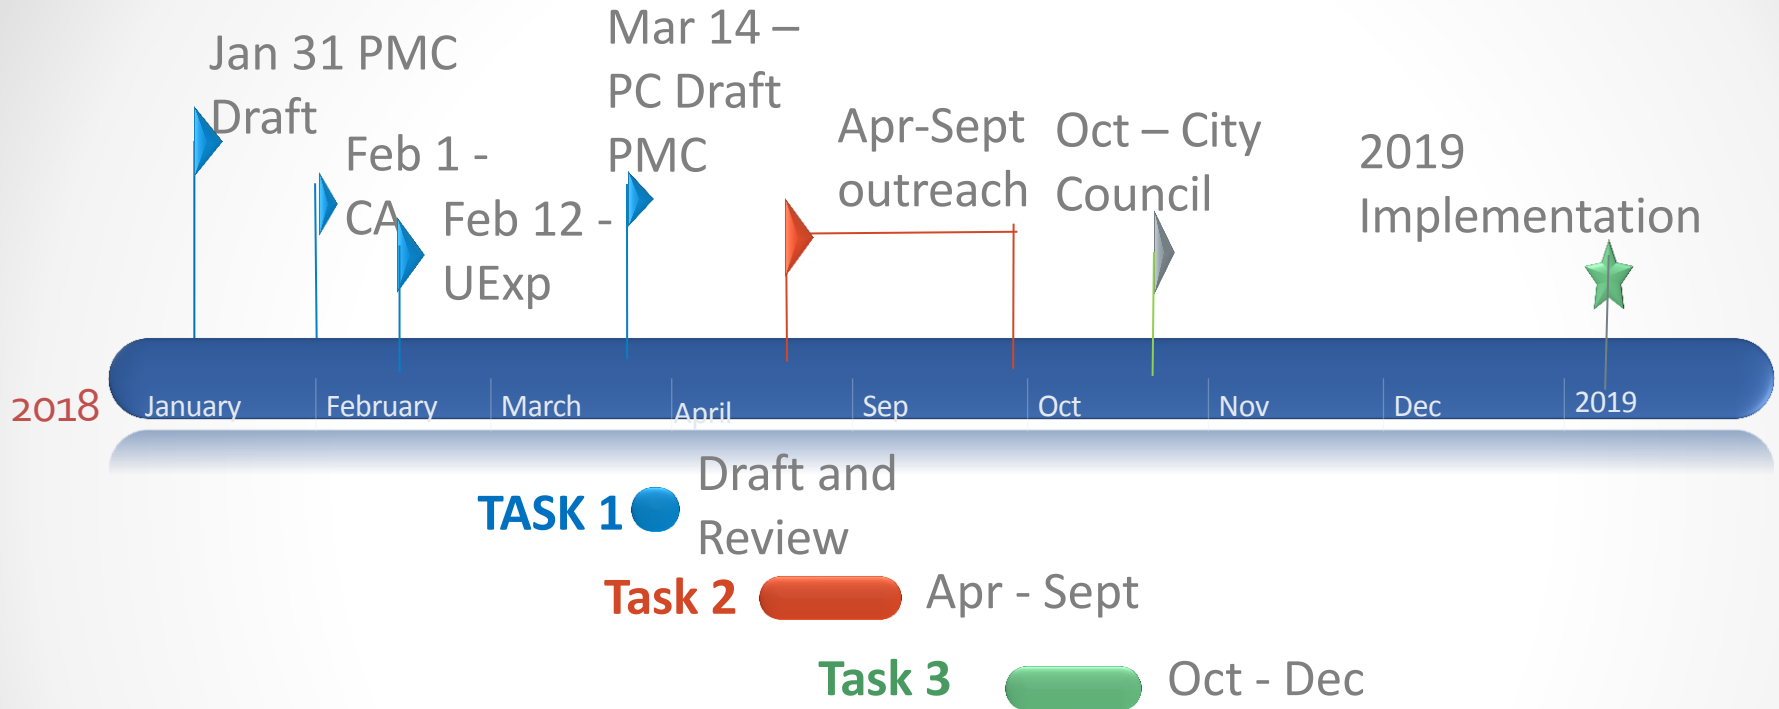 Jan 31 PMC
Draft
Feb 1 -
CA
Feb 12 -
UExp
Mar 14 –
PC Draft
PMC
Apr-Sept
outreach
Oct – City
Council
2019
Implementation
2018
January
February
March
April
Sep
Oct
Nov
Dec
2019
TASK 1
Draft and
Review
Task 2
Apr - Sept
Task 3
Oct - Dec